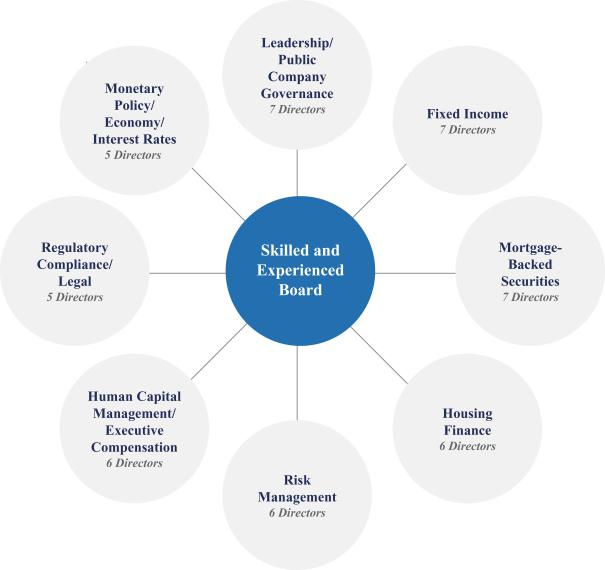 Leadership/
Public
Company
Governance
7 Directors
Monetary
Policy/
Economy/
Interest Rates
5 Directors
Fixed Income
7 Directors
Regulatory
Compliance/
Legal
5 Directors
Skilled and
Experienced
Board
Mortgage-
Backed
Securities
7 Directors
Human Capital
Management/
Executive
Compensation
6 Directors
Housing
Finance
6 Directors
Risk
Management
6 Directors